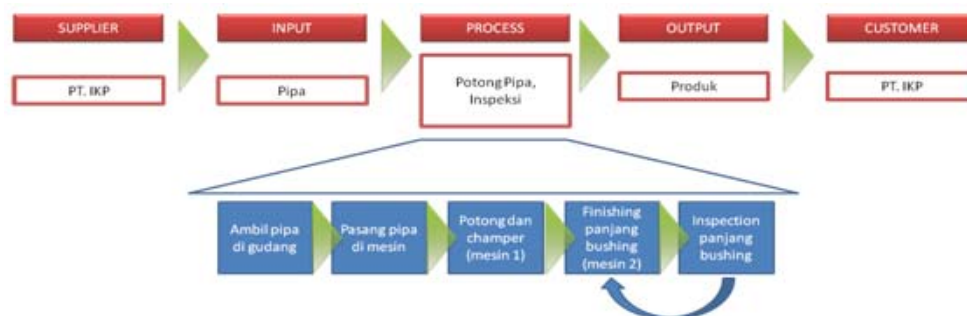 SUPPLIER
INPUT
PROCESS
OUTPUT
CUSTOMER
PT. IKP
Pipa
Potong Pipa,
Inspeksi
Produk
PT. IKP
Ambil pipa
di gudang
Pasang pipa
di mesin
Potong dan
champer
(mesin 1)
Finishing
panjang
bushing
(mesin 2)
Inspection
panjang
bushing